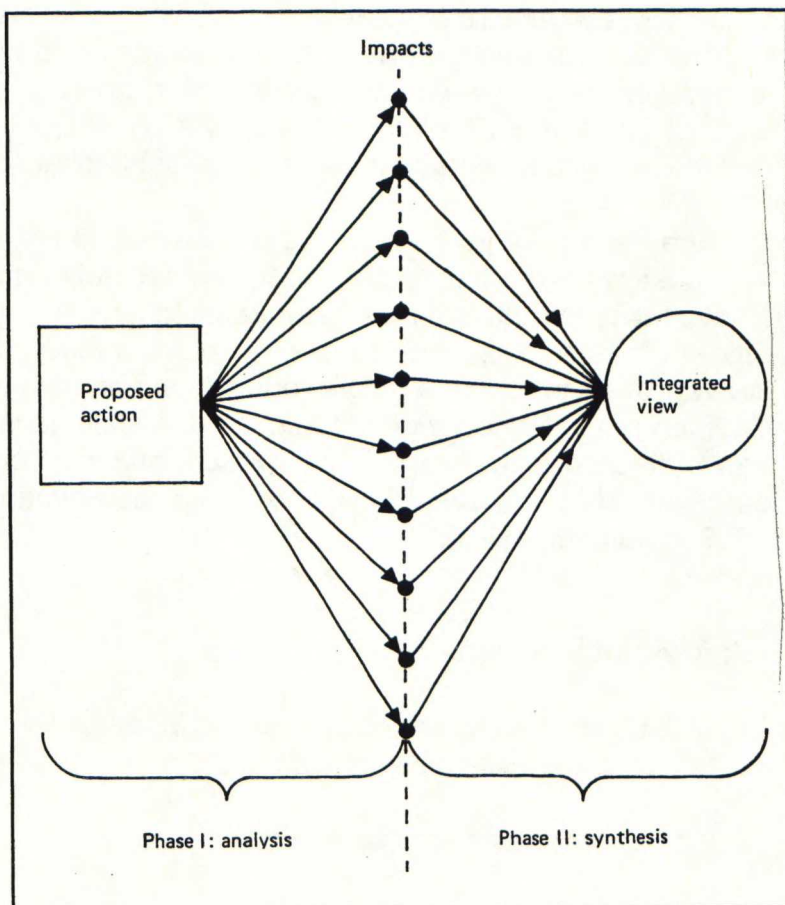 Impacts
Proposed
action
Integrated
view
Phase I: analysis
Phase II: synthesis